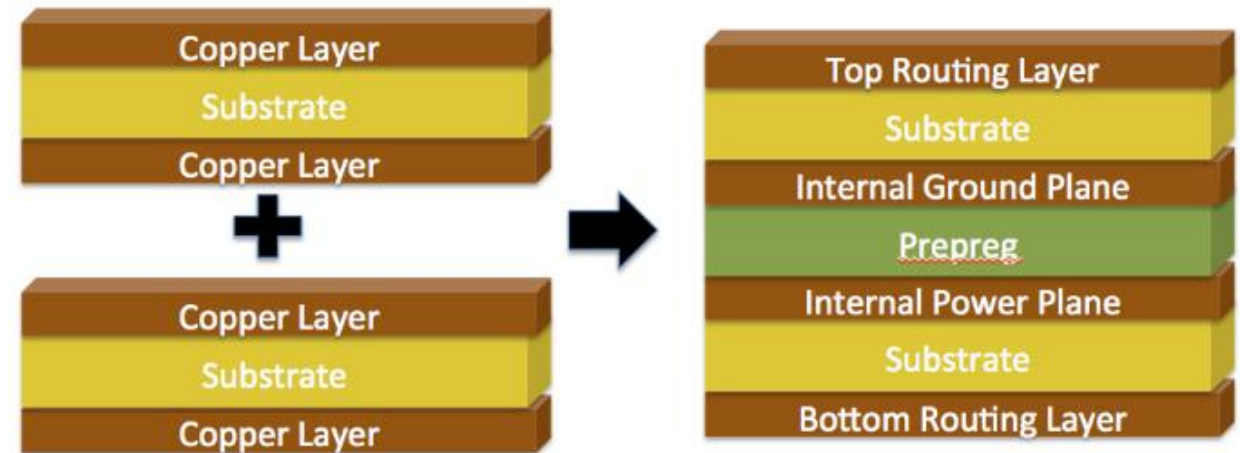 Copper Layer
Substrate
Copper Layer
Copper Layer
Substrate
Copper Layer
Top Routing Layer
Substrate
Internal Ground Plane
Prepreg
Internal Power Plane
Substrate
Bottom Routing Layer